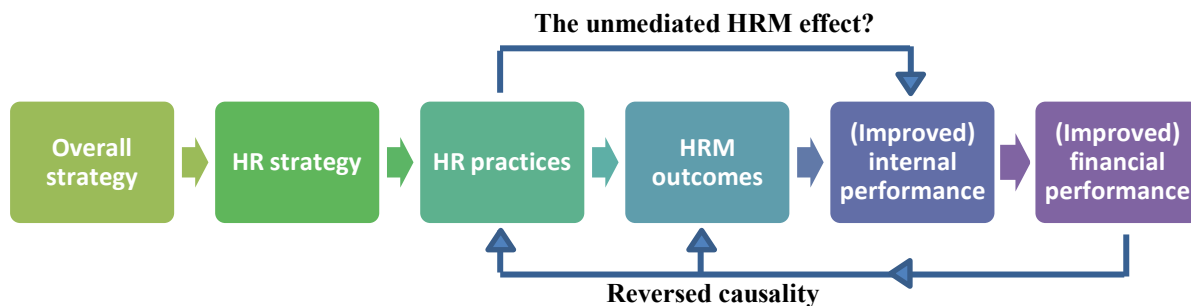 The unmediated HRM effect?
Overall
strategy
HR strategy
HR practices
HRM
outcomes
(Improved)
internal
performance
(Improved)
financial
performance
Reversed causality